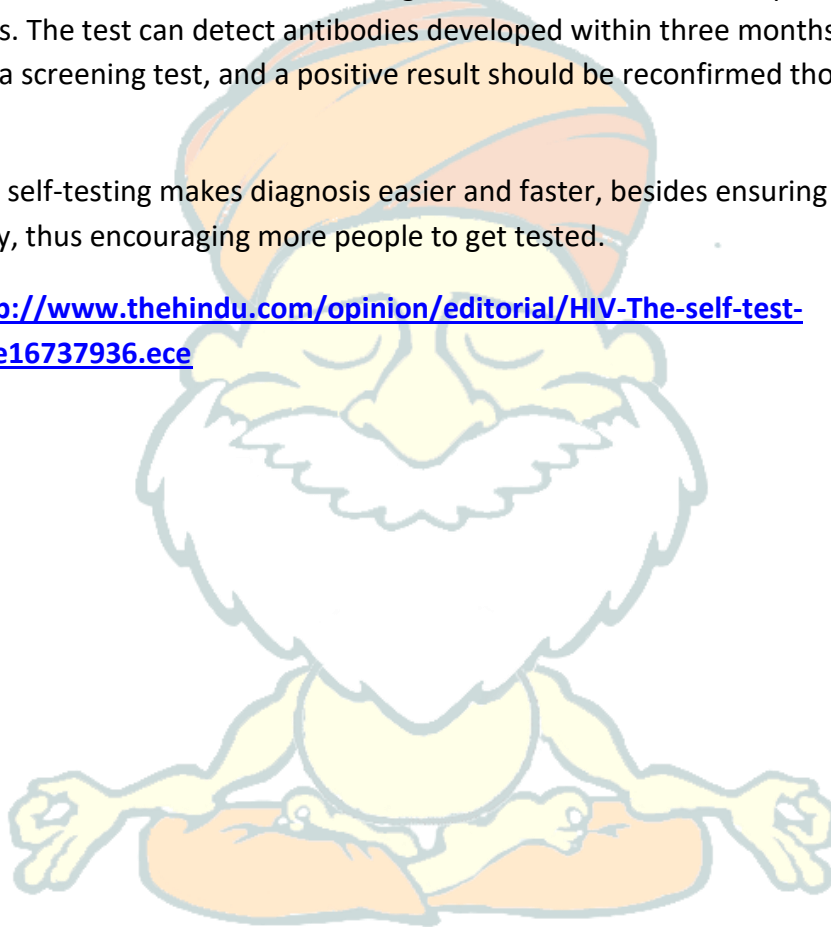 s. The test can detect antibodies developed within three months
a screening test, and a positive result should be reconfirmed tho
self-testing makes diagnosis easier and faster, besides ensuring
y, thus encouraging more people to get tested.
p://www.thehindu.com/opinion/editorial/HIV-The-self-test-
e16737936.ece